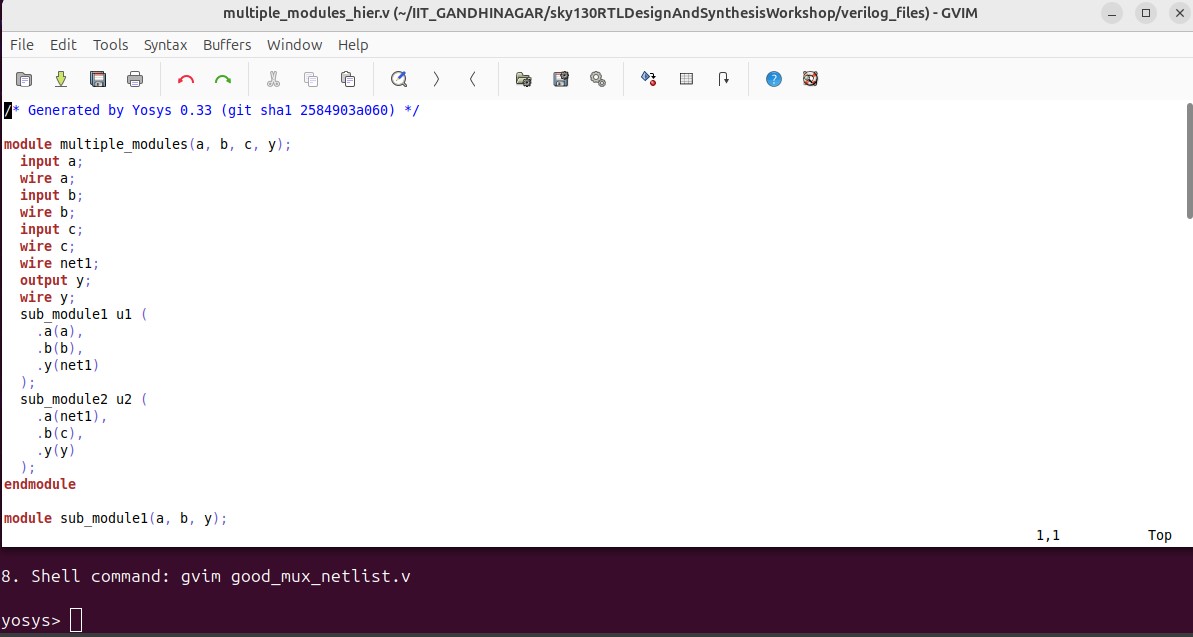 multiple_modules_hier.v (~/IIT_GANDHINAGAR/sky130RTLDesignAndSynthesisWorkshop/verilog_files) - GVIM
File Edit Tools Syntax Buffers Window Help
/* Generated by Yosys 0.33 (git sha1 2584903a060) */
module multiple_modules(a, b, c, y);
  input a;
  wire a;
  input b;
  wire b;
  input c;
  wire c;
  wire net1;
  output y;
  wire y;
  sub_module1 u1 (
    .a(a),
    .b(b),
    .y(net1)
  );
  sub_module2 u2 (
    .a(net1),
    .b(c),
    .y(y)
  );
endmodule
module sub_module1(a, b, y);
1,1 Top
8. Shell command: gvim good_mux_netlist.v
yosys>